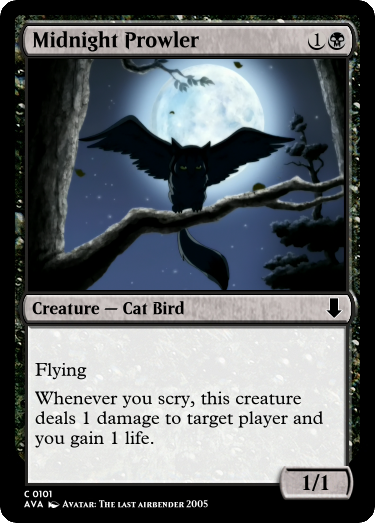 Midnight Prowler 1
Creature — Cat Bird
Flying
Whenever you scry, this creature
deals 1 damage to target player and
you gain 1 life.
1/1
C 0101
AVA Avatar: The last airbender 2005